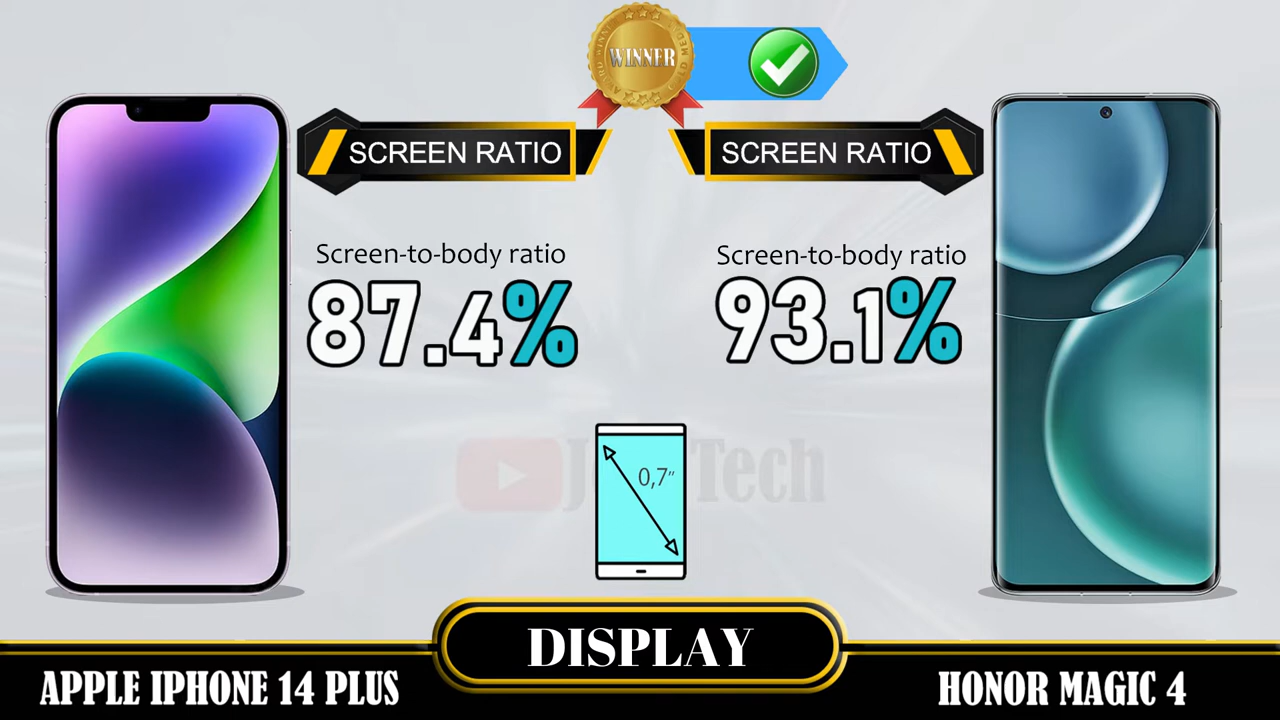 WINNER
SCREEN RATIO
SCREEN RATIO
Screen-to-body ratio
87.4%
Screen-to-body ratio
93.1%
0,7"
Tech
DISPLAY
APPLE IPHONE 14 PLUS
HONOR MAGIC 4